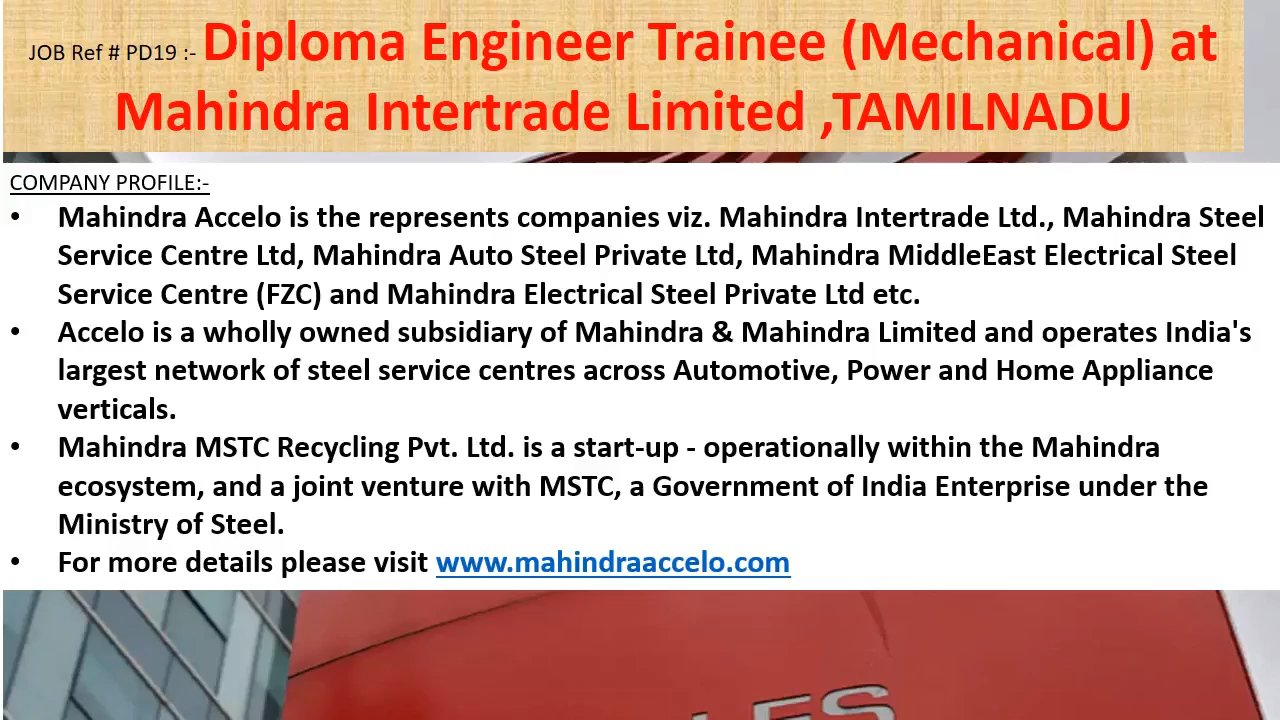 JOB Ref # PD19 :- Diploma Engineer Trainee (Mechanical) at
Mahindra Intertrade Limited ,TAMILNADU
COMPANY PROFILE:-
• Mahindra Accelo is the represents companies viz. Mahindra Intertrade Ltd., Mahindra Steel
Service Centre Ltd, Mahindra Auto Steel Private Ltd, Mahindra MiddleEast Electrical Steel
Service Centre (FZC) and Mahindra Electrical Steel Private Ltd etc.
• Accelo is a wholly owned subsidiary of Mahindra & Mahindra Limited and operates India's
largest network of steel service centres across Automotive, Power and Home Appliance
verticals.
• Mahindra MSTC Recycling Pvt. Ltd. is a start-up - operationally within the Mahindra
ecosystem, and a joint venture with MSTC, a Government of India Enterprise under the
Ministry of Steel.
• For more details please visit www.mahindraaccelo.com